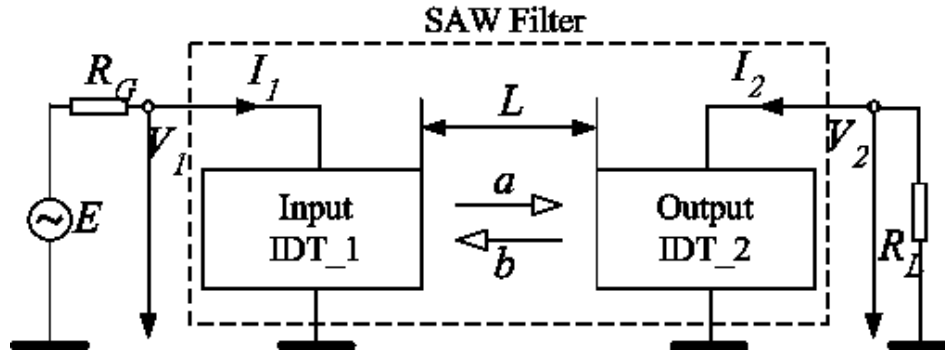 SAW Filter
R_G
I_1
I_2
L
V_1
V_2
E
Input
IDT_1
a
b
Output
IDT_2
R_L